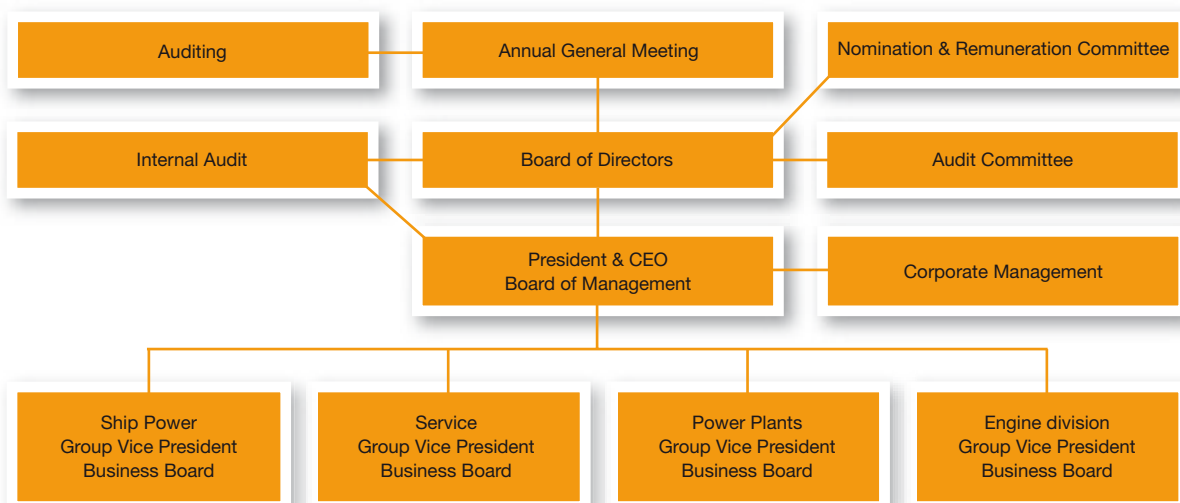 Auditing
Annual General Meeting
Nomination & Remuneration Committee
Internal Audit
Board of Directors
Audit Committee
President & CEO
Board of Management
Corporate Management
Ship Power
Group Vice President
Business Board
Service
Group Vice President
Business Board
Power Plants
Group Vice President
Business Board
Engine division
Group Vice President
Business Board